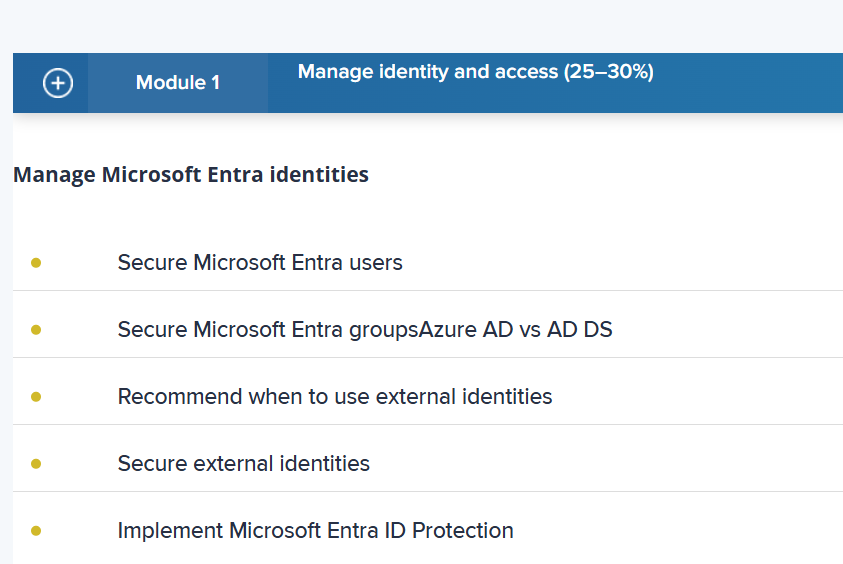 Module 1
Manage identity and access (25–30%)
Manage Microsoft Entra identities
Secure Microsoft Entra users
Secure Microsoft Entra groupsAzure AD vs AD DS
Recommend when to use external identities
Secure external identities
Implement Microsoft Entra ID Protection